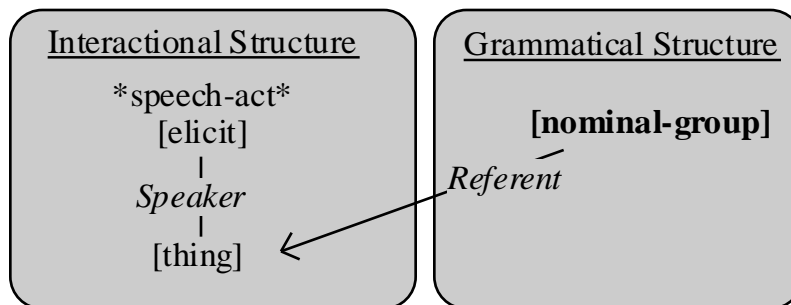 Interactional Structure
*speech-act*
[elicit]
Speaker
[thing]
Grammatical Structure
[nominal-group]
Referent